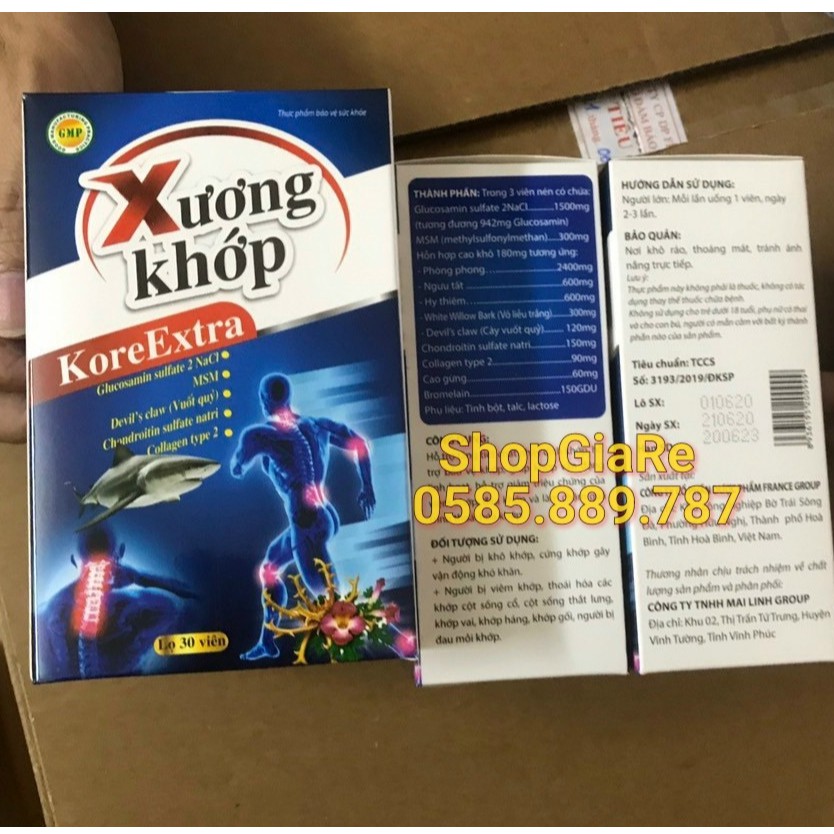 Thực phẩm bảo vệ sức khỏe
GMP
Xương
khớp
KoreExtra
Glucosamin sulfate 2 NaCl
MSM
Devil's claw (Vuốt quỷ)
Chondroitin sulfate natri
Collagen type 2
Lọ 30 viên
THÀNH PHẦN: Trong 3 viên nén có chứa:
Glucosamin sulfate 2NaCl.......1500mg
(tương đương 942mg Glucosamin)
MSM (methylsulfonylmethan)....300mg
Hỗn hợp cao khô 180mg tương ứng:
- Phòng phong..................2400mg
- Ngưu tất..................600mg
- Hy thiêm..................600mg
- White Willow Bark (Vỏ liễu trắng)......300mg
- Devil's claw (Cây vuốt quỷ)......120mg
Chondroitin sulfate natri........150mg
Collagen type 2..................90mg
Cao gừng..................60mg
Bromelain..................150GDU
Phụ liệu: Tinh bột, talc, lactose
ShopGiaRe
0585.889.787
ĐỐI TƯỢNG SỬ DỤNG:
+ Người bị khô khớp, cứng khớp gây
vận động khó khăn.
+ Người bị viêm khớp, thoái hóa các
khớp cột sống cổ, cột sống thắt lưng,
khớp vai, khớp háng, khớp gối, người bị
đau mỏi khớp.
HƯỚNG DẪN SỬ DỤNG:
Người lớn: Mỗi lần uống 1 viên, ngày
2-3 lần.
BẢO QUẢN:
Nơi khô ráo, thoáng mát, tránh ánh
nắng trực tiếp.
Lưu ý:
Thực phẩm này không phải là thuốc, không có tác
dụng thay thế thuốc chữa bệnh.
Không sử dụng cho trẻ dưới 18 tuổi, phụ nữ có thai
và cho con bú, người có mẫn cảm với bất kỳ thành
phần nào của sản phẩm.
Tiêu chuẩn: TCCS
Số: 3193/2019/ĐKSP
Lô SX: 010620
Ngày SX: 210620
200623
Sản xuất tại:
PHẨM FRANCE GROUP
Nghiệp Bờ Trái Sông
Đà, Phường Hữu Nghị, Thành phố Hoà
Bình, Tỉnh Hoà Bình, Việt Nam.
Thương nhân chịu trách nhiệm về chất
lượng sản phẩm và phân phối:
CÔNG TY TNHH MAI LINH GROUP
Địa chỉ: Khu 02, Thị Trấn Tứ Trưng, Huyện
Vĩnh Tường, Tỉnh Vĩnh Phúc